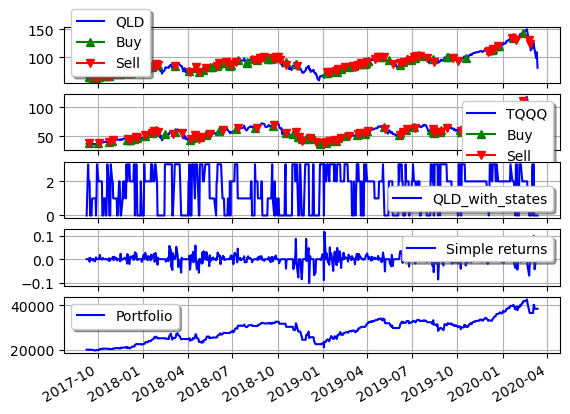 QLD
Buy
Sell
150
100
TQQQ
Buy
Sell
100
50
QLD_with_states
2
0
Simple returns
0.1
0.0
−0.1
Portfolio
40000
20000
2017-10
2018-01
2018-04
2018-07
2018-10
2019-01
2019-04
2019-07
2019-10
2020-01
2020-04